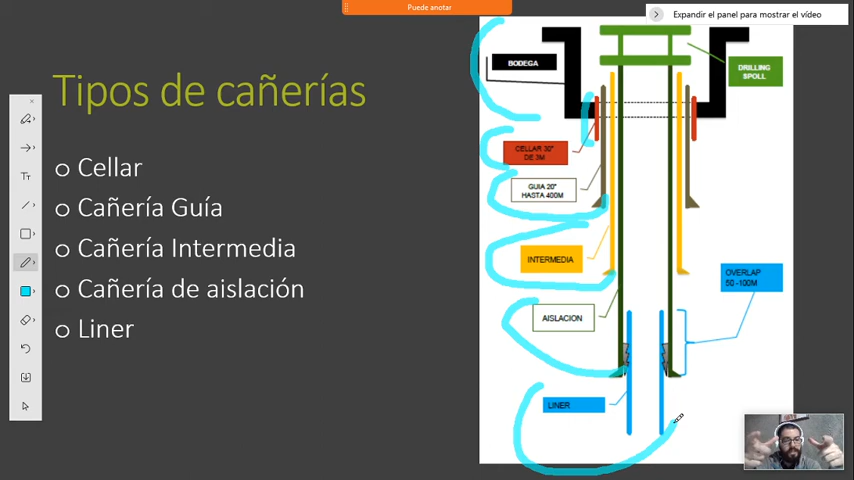 Puede anotar
Expandir el panel para mostrar el vídeo
Tipos de cañerías
o Cellar
o Cañería Guía
o Cañería Intermedia
o Cañería de aislación
o Liner
BODEGA
DRILLING
SPOLL
CELLAR 30"
DE 3M
GUIA 20"
HASTA 400M
INTERMEDIA
OVERLAP
50 -100M
AISLACION
LINER
Tt